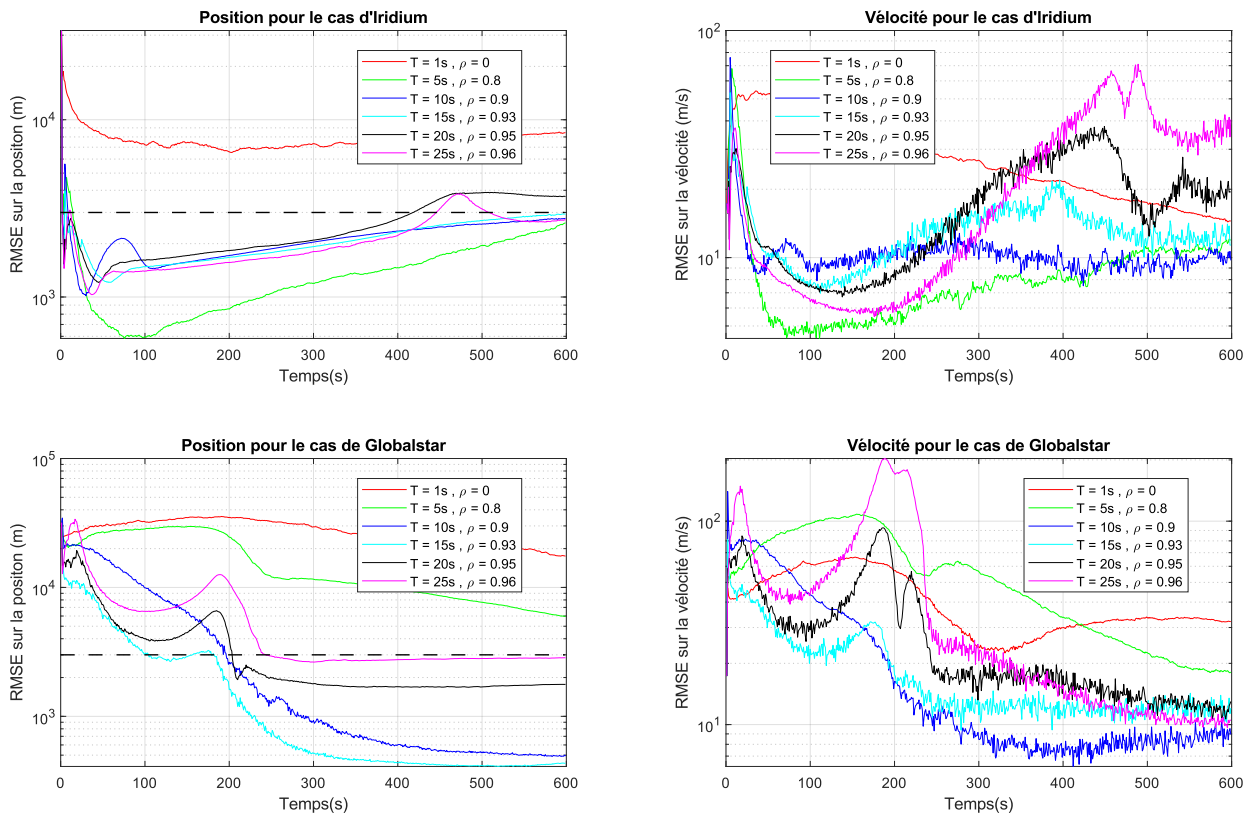 Position pour le cas d'Iridium
RMSE sur la positon (m)
10^4
10^3
T = 1s , ρ = 0
T = 5s , ρ = 0.8
T = 10s , ρ = 0.9
T = 15s , ρ = 0.93
T = 20s , ρ = 0.95
T = 25s , ρ = 0.96
0 100 200 300 400 500 600
Temps(s)
Vélocité pour le cas d'Iridium
RMSE sur la vélocité (m/s)
10^2
10^1
T = 1s , ρ = 0
T = 5s , ρ = 0.8
T = 10s , ρ = 0.9
T = 15s , ρ = 0.93
T = 20s , ρ = 0.95
T = 25s , ρ = 0.96
0 100 200 300 400 500 600
Temps(s)
Position pour le cas de Globalstar
RMSE sur la positon (m)
10^5
10^4
10^3
T = 1s , ρ = 0
T = 5s , ρ = 0.8
T = 10s , ρ = 0.9
T = 15s , ρ = 0.93
T = 20s , ρ = 0.95
T = 25s , ρ = 0.96
0 100 200 300 400 500 600
Temps(s)
Vélocité pour le cas de Globalstar
RMSE sur la vélocité (m/s)
10^2
10^1
T = 1s , ρ = 0
T = 5s , ρ = 0.8
T = 10s , ρ = 0.9
T = 15s , ρ = 0.93
T = 20s , ρ = 0.95
T = 25s , ρ = 0.96
0 100 200 300 400 500 600
Temps(s)